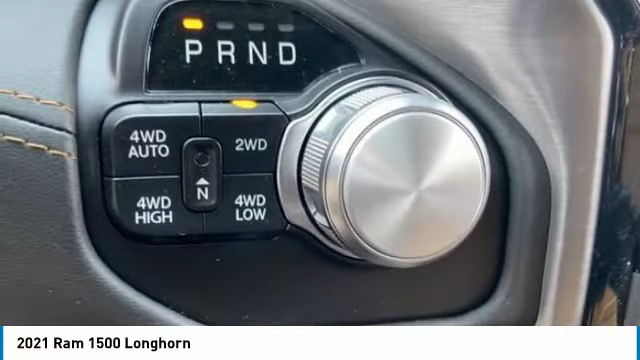 P R N D
4WD AUTO
2WD
N
4WD HIGH
4WD LOW
2021 Ram 1500 Longhorn